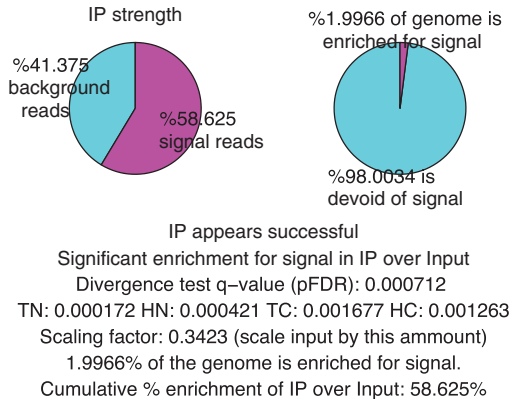 IP strength
%41.375
background
reads
%58.625
signal reads
%1.9966 of genome is
enriched for signal
%98.0034 is
devoid of signal
IP appears successful
Significant enrichment for signal in IP over Input
Divergence test q−value (pFDR): 0.000712
TN: 0.000172 HN: 0.000421 TC: 0.001677 HC: 0.001263
Scaling factor: 0.3423 (scale input by this ammount)
1.9966% of the genome is enriched for signal.
Cumulative % enrichment of IP over Input: 58.625%